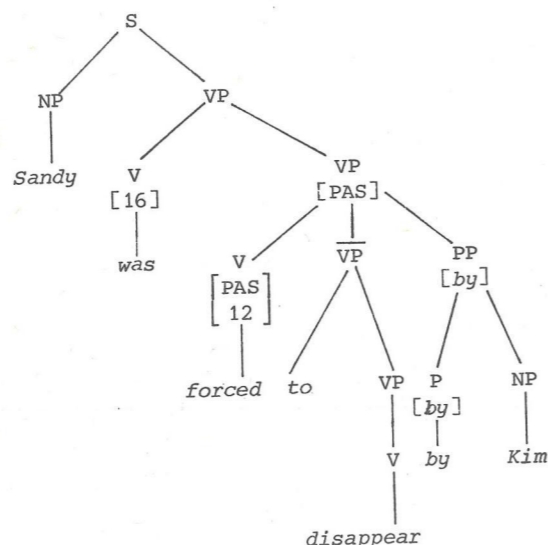 S
NP VP
Sandy V VP
[16] [PAS]
was V V̅P̅ PP
[PAS 12] [by]
forced to VP P NP
[by]
V by Kim
disappear